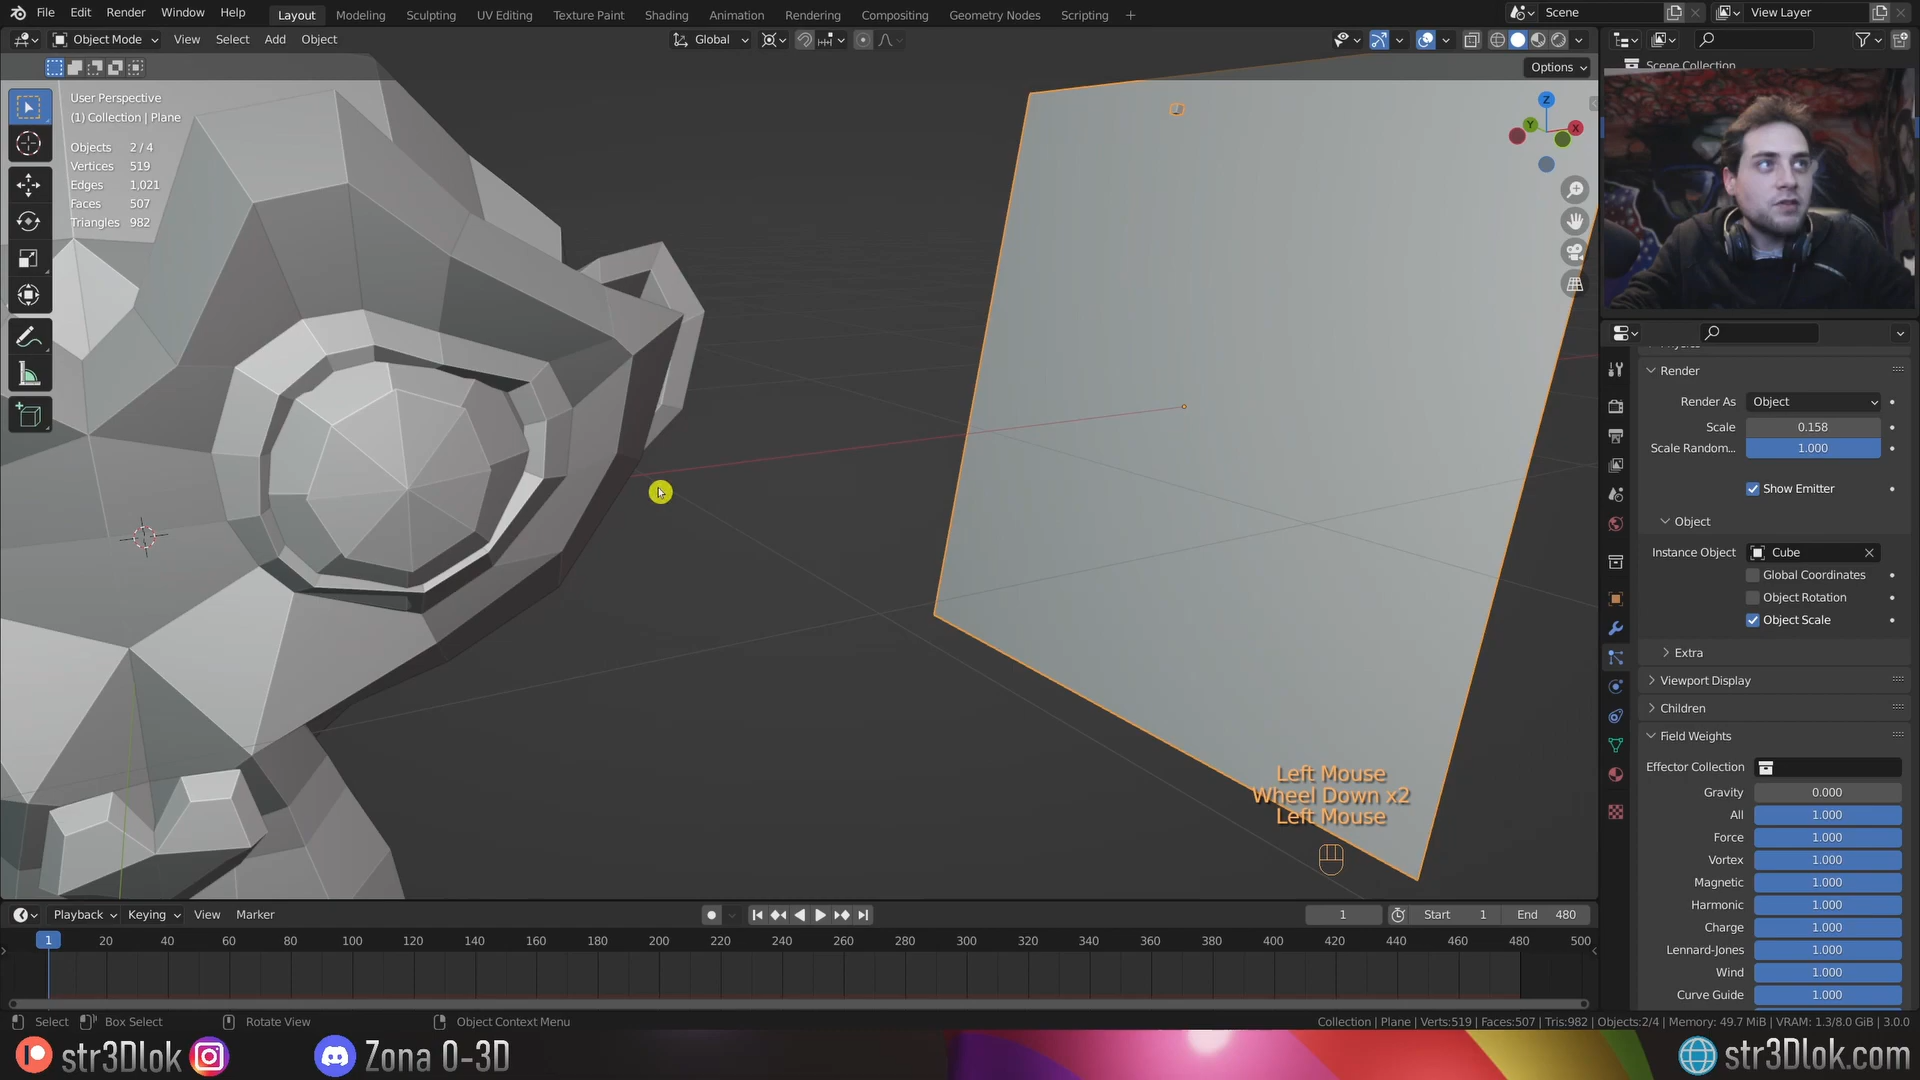 File Edit Render Window Help Layout Modeling Sculpting UV Editing Texture Paint Shading Animation Rendering Compositing Geometry Nodes Scripting Scene View Layer
Object Mode View Select Add Object Global
Options
Scene Collection
User Perspective
(1) Collection | Plane
Objects 2 / 4
Vertices 519
Edges 1,021
Faces 507
Triangles 982
Z
Y
X
Render
Render As Object
Scale 0.158
Scale Random... 1.000
Show Emitter
Object
Instance Object Cube
Global Coordinates
Object Rotation
Object Scale
Extra
Viewport Display
Children
Field Weights
Effector Collection
Gravity 0.000
All 1.000
Force 1.000
Vortex 1.000
Magnetic 1.000
Harmonic 1.000
Charge 1.000
Lennard-Jones 1.000
Wind 1.000
Curve Guide 1.000
Left Mouse
Wheel Down x2
Left Mouse
Playback Keying View Marker 1 Start 1 End 480
1 20 40 60 80 100 120 140 160 180 200 220 240 260 280 300 320 340 360 380 400 420 440 460 480 500
Select Box Select Rotate View Object Context Menu Collection | Plane | Verts:519 | Faces:507 | Tris:982 | Objects:2/4 | Memory: 49.7 MiB | VRAM: 1.3/8.0 GiB | 3.0.0
str3Dlok Zona 0-3D str3Dlok.com